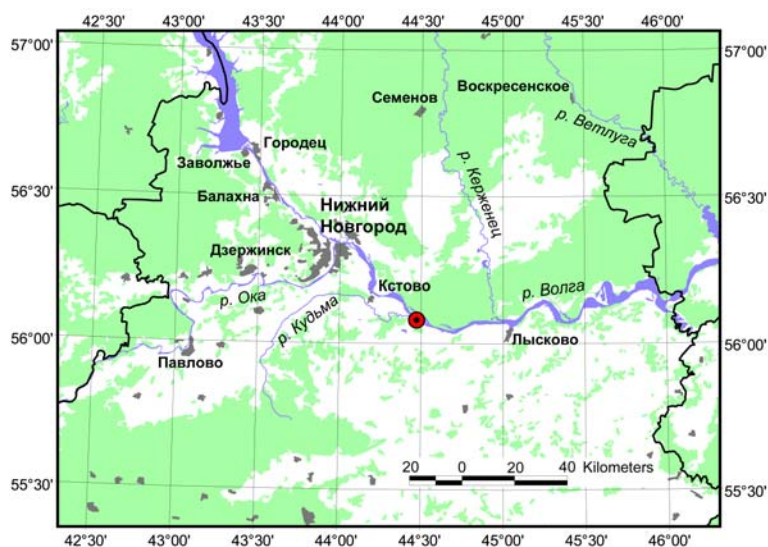 42°30' 43°00' 43°30' 44°00' 44°30' 45°00' 45°30' 46°00'
57°00' 57°00'
Семенов
Воскресенское
р. Ветлуга
Городец
Заволжье
р. Керженец
Балахна
56°30' 56°30'
Нижний
Новгород
Дзержинск
Кстово
р. Волга
р. Ока
р. Кудьма
56°00' 56°00'
Лысково
Павлово
20 0 20 40 Kilometers
55°30' 55°30'
42°30' 43°00' 43°30' 44°00' 44°30' 45°00' 45°30' 46°00'